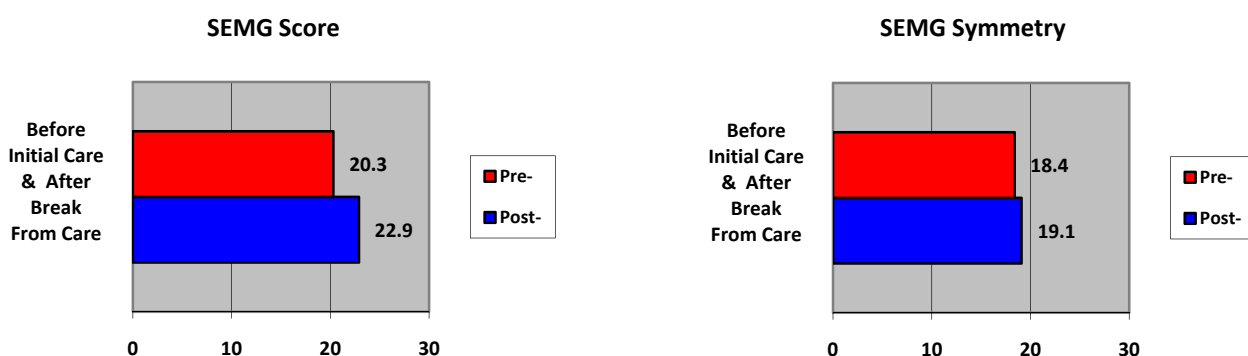 SEMG Score
Before
Initial Care
& After
Break
From Care
20.3
22.9
Pre-
Post-
0 10 20 30
SEMG Symmetry
Before
Initial Care
& After
Break
From Care
18.4
19.1
Pre-
Post-
0 10 20 30